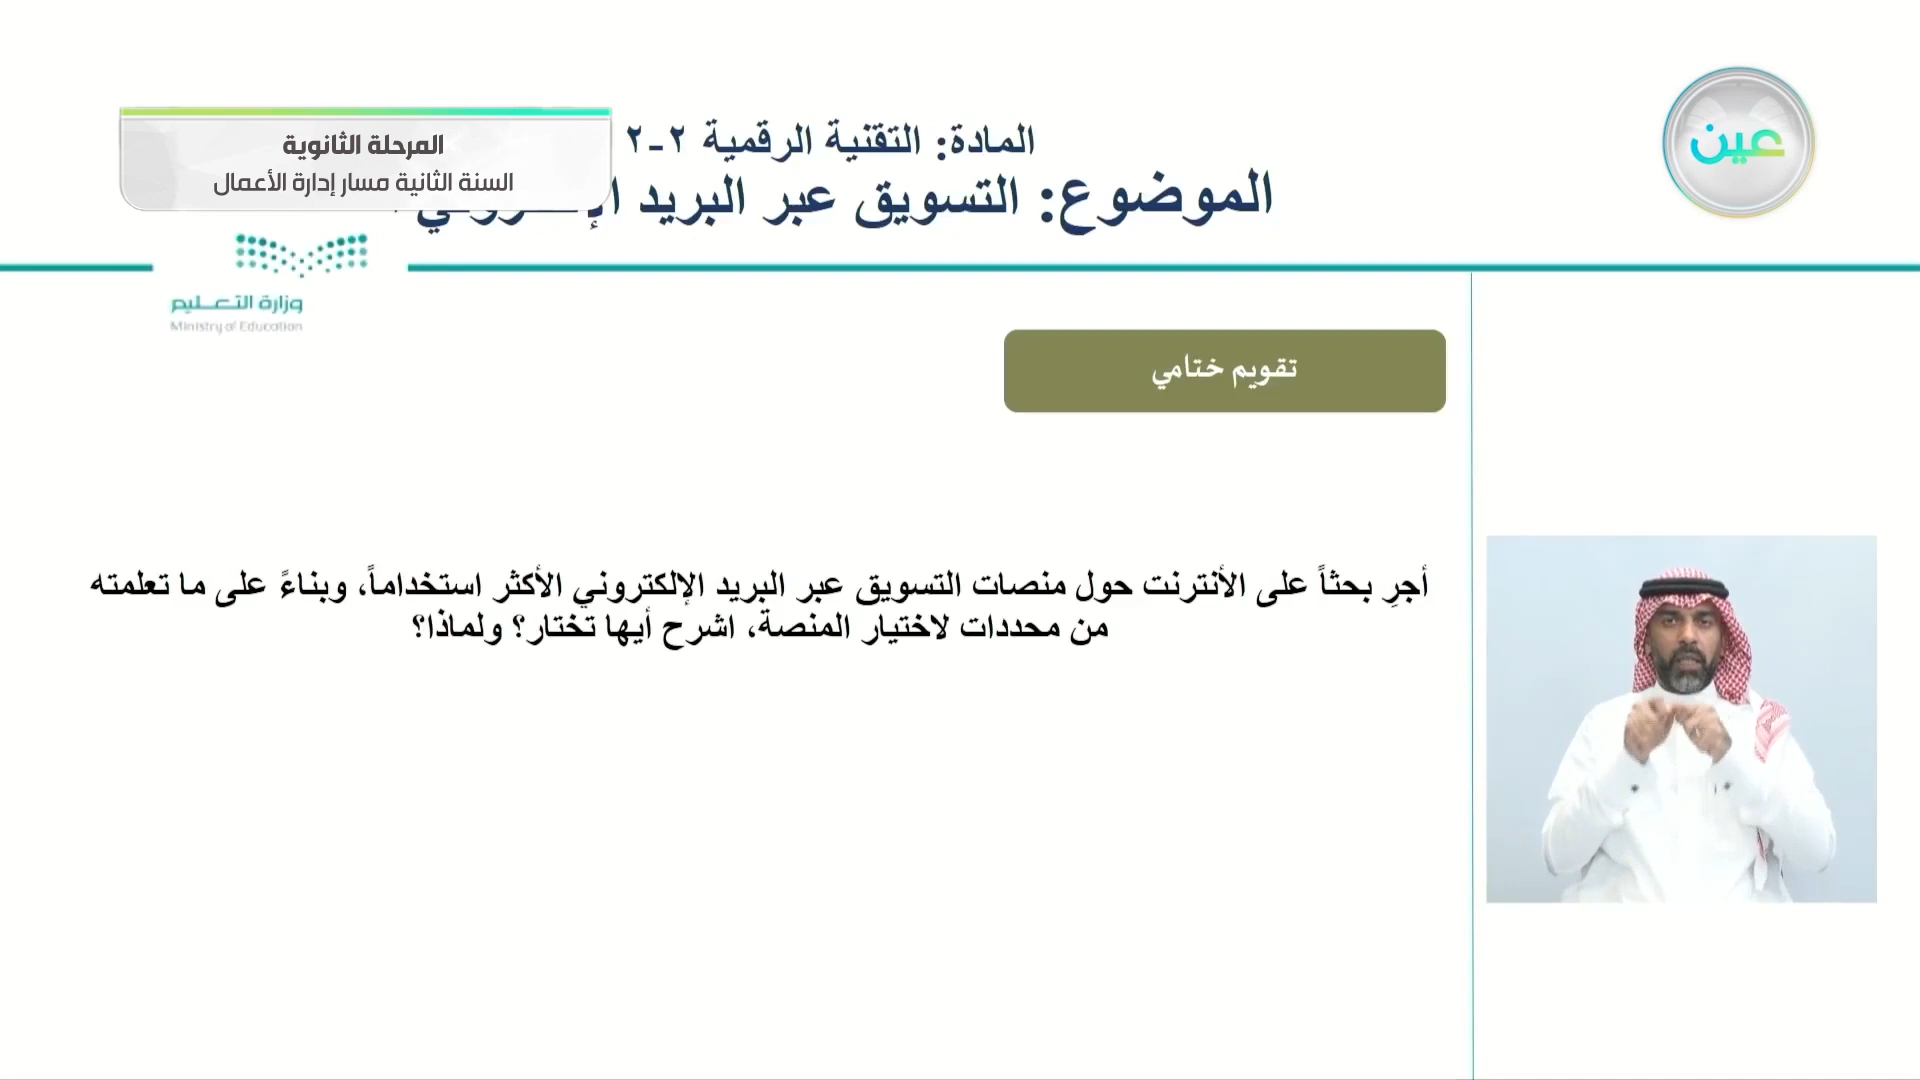 المادة: التقنية الرقمية ٢-٢
المرحلة الثانوية
السنة الثانية مسار إدارة الأعمال
الموضوع: التسويق عبر البريد
عين
وزارة التعليم
Ministry of Education
تقويم ختامي
أجرِ بحثاً على الأنترنت حول منصات التسويق عبر البريد الإلكتروني الأكثر استخداماً، وبناءً على ما تعلمته
من محددات لاختيار المنصة، اشرح أيها تختار؟ ولماذا؟